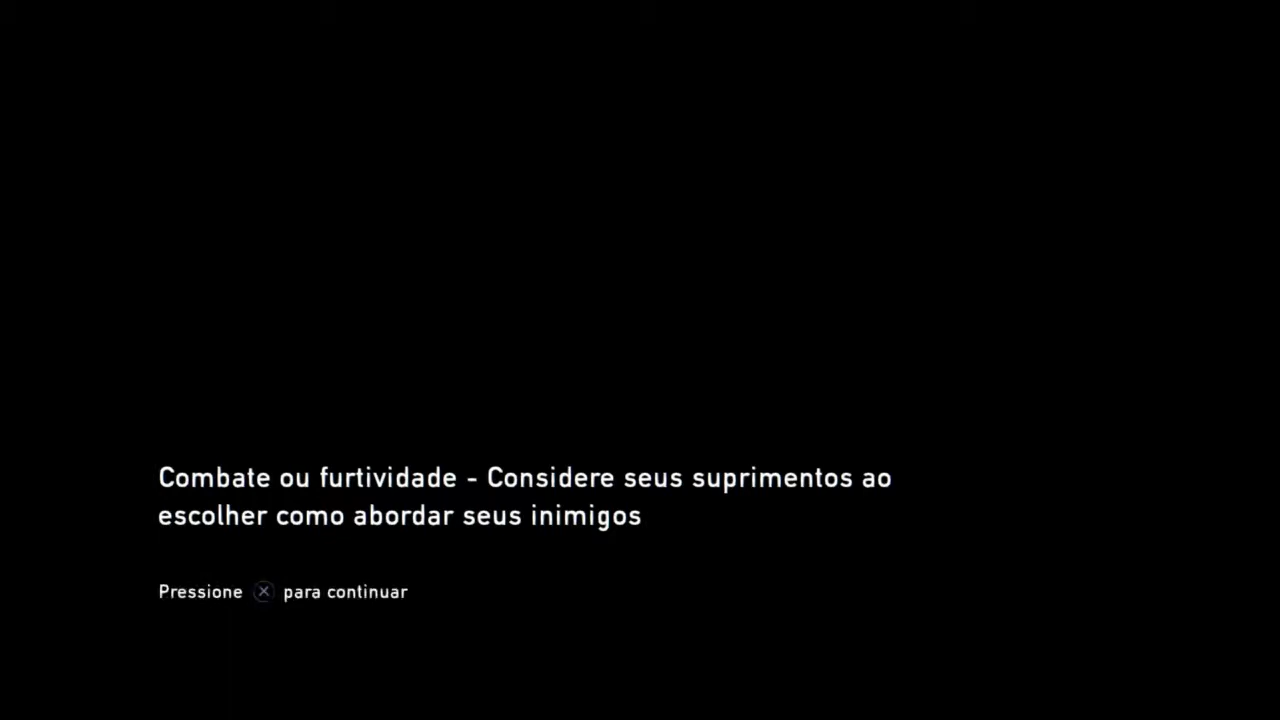 Combate ou furtividade - Considere seus suprimentos ao
escolher como abordar seus inimigos
Pressione ⓧ para continuar